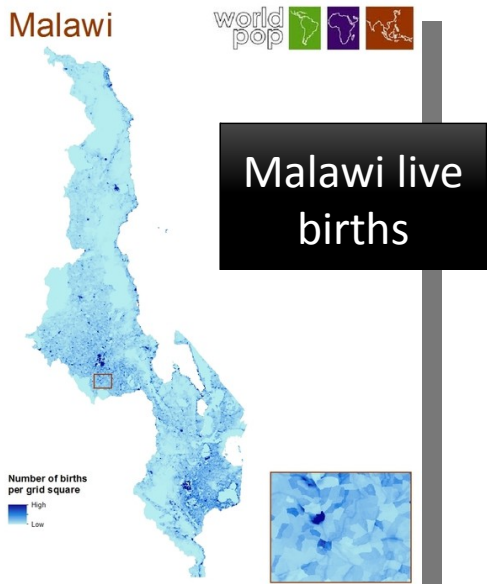 Malawi
world
pop
Malawi live
births
Number of births
per grid square
High
Low